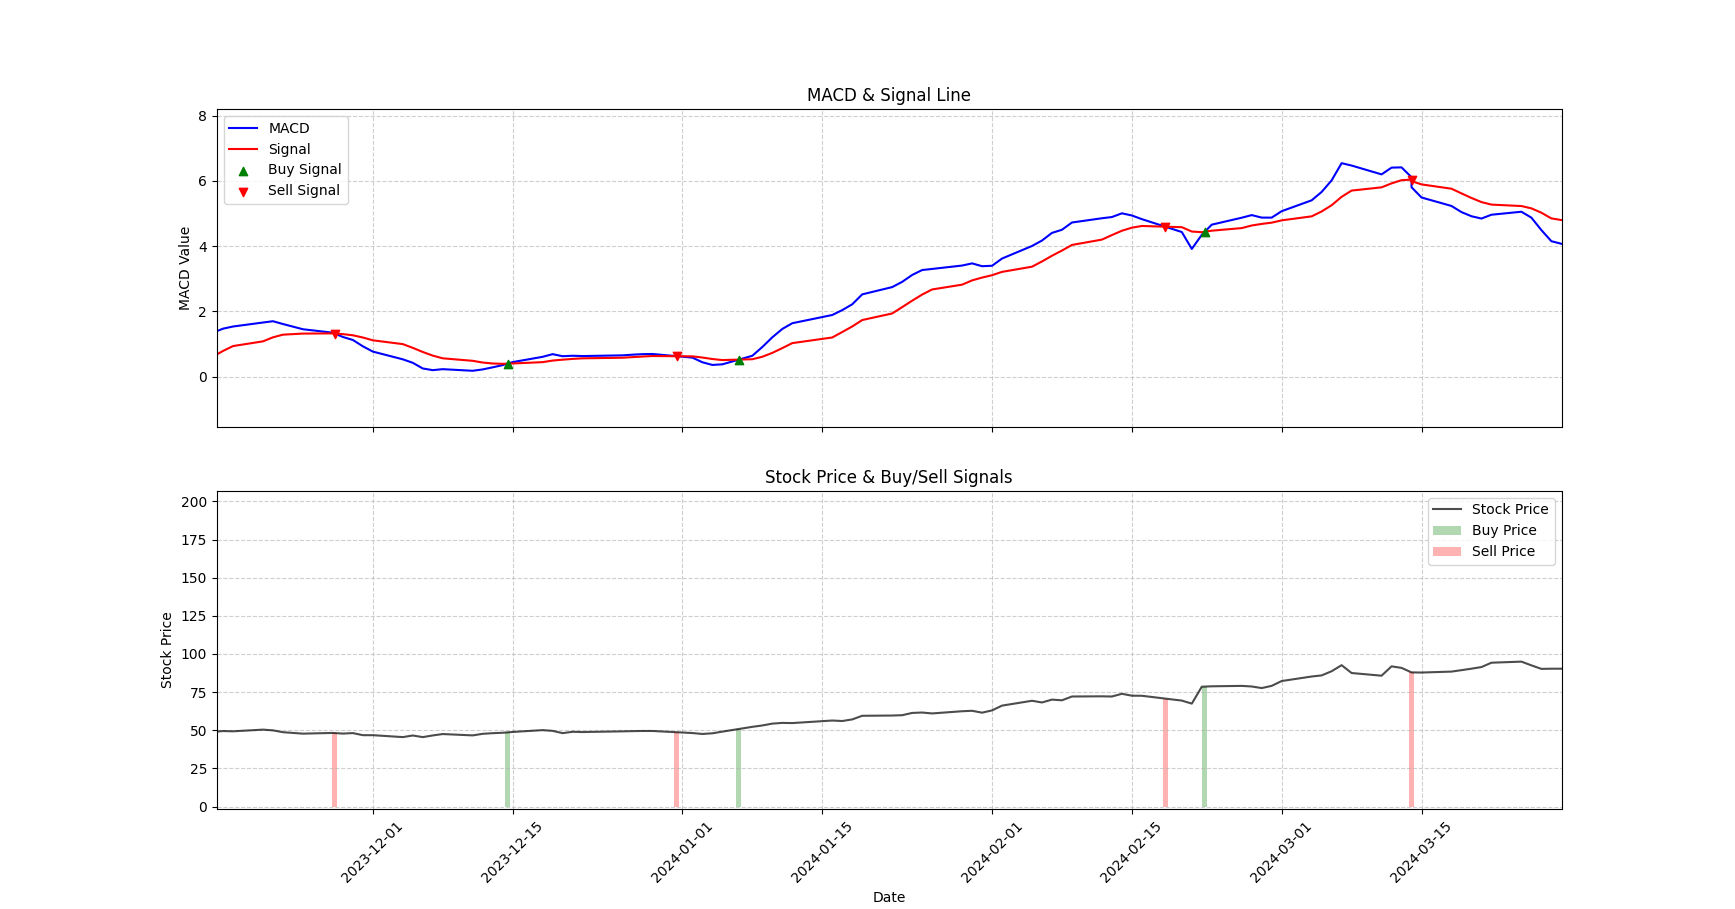 MACD & Signal Line
MACD Value
8
6
4
2
0
MACD
Signal
Buy Signal
Sell Signal
Stock Price & Buy/Sell Signals
Stock Price
200
175
150
125
100
75
50
25
0
Stock Price
Buy Price
Sell Price
2023-12-01
2023-12-15
2024-01-01
2024-01-15
2024-02-01
2024-02-15
2024-03-01
2024-03-15
Date